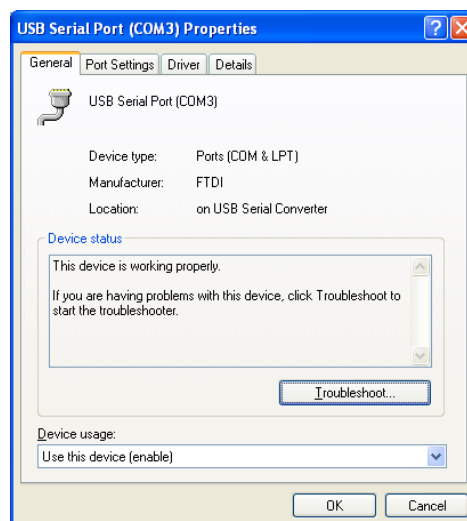 USB Serial Port (COM3) Properties
General Port Settings Driver Details
USB Serial Port (COM3)
Device type: Ports (COM & LPT)
Manufacturer: FTDI
Location: on USB Serial Converter
Device status
This device is working properly.
If you are having problems with this device, click Troubleshoot to
start the troubleshooter.
Troubleshoot...
Device usage:
Use this device (enable)
OK Cancel